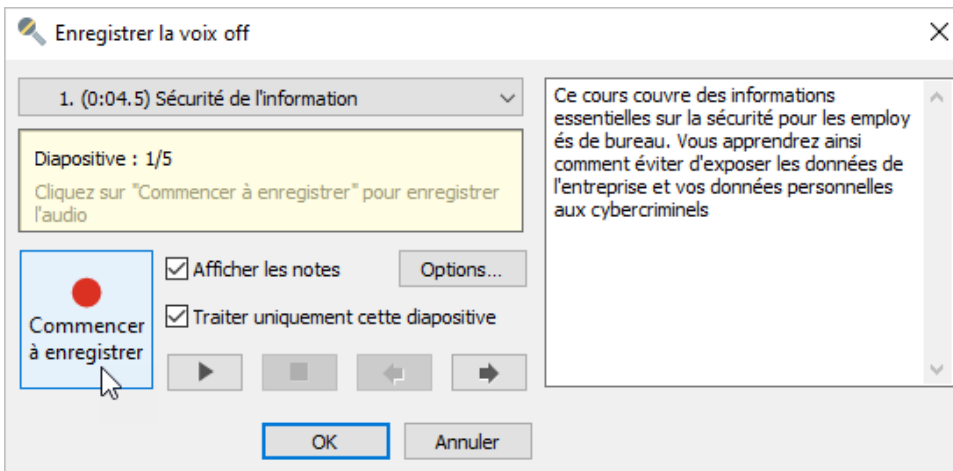 Enregistrer la voix off
1. (0:04.5) Sécurité de l'information
Diapositive : 1/5
Cliquez sur "Commencer à enregistrer" pour enregistrer
l'audio
Commencer
à enregistrer
Afficher les notes
Options...
Traiter uniquement cette diapositive
Ce cours couvre des informations
essentielles sur la sécurité pour les employ
és de bureau. Vous apprendrez ainsi
comment éviter d'exposer les données de
l'entreprise et vos données personnelles
aux cybercriminels
OK
Annuler